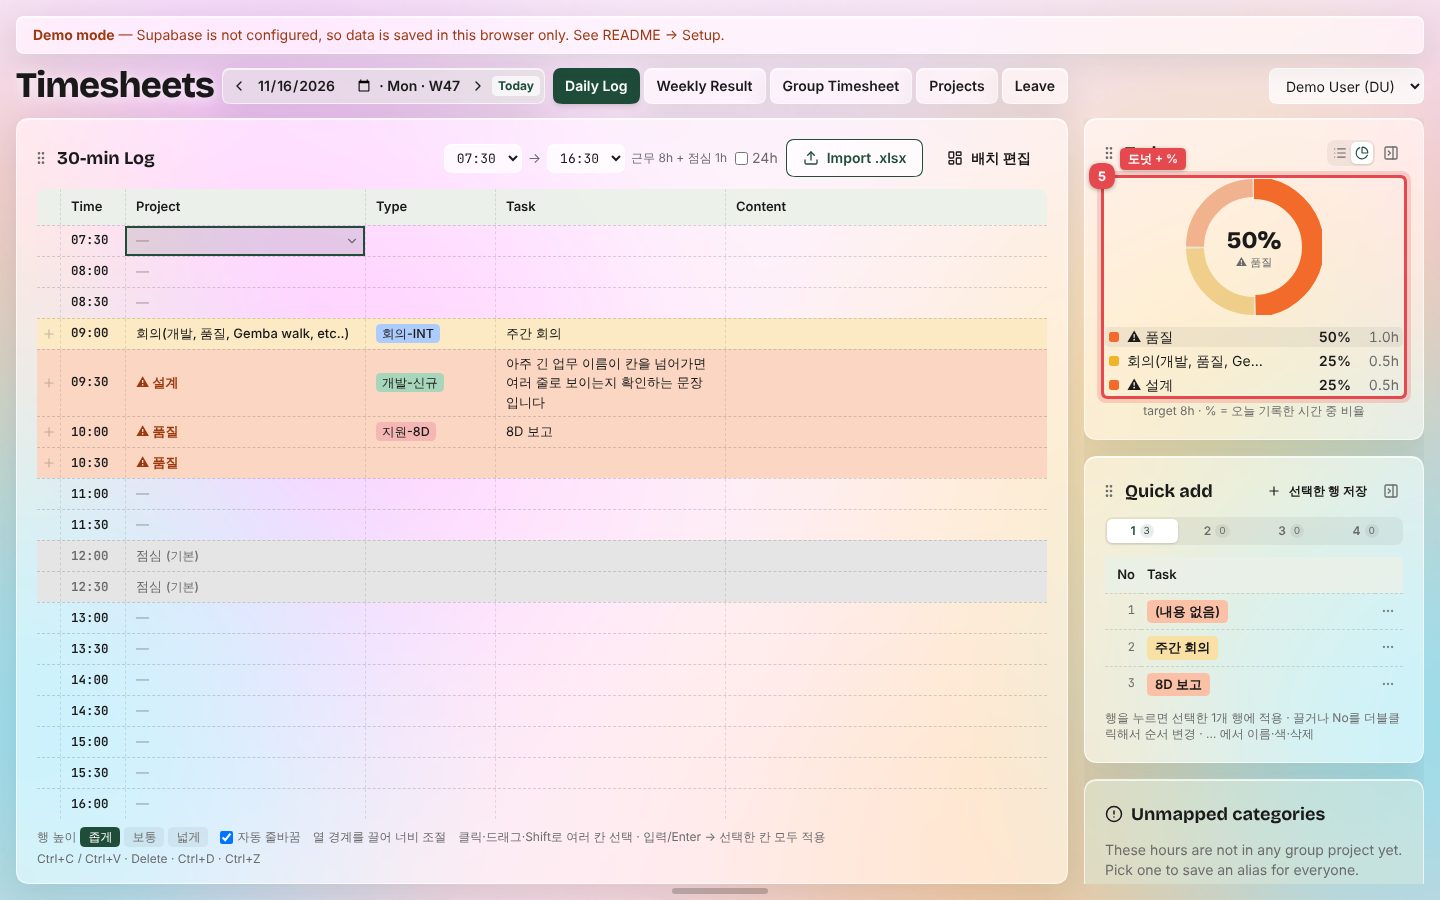 Demo mode — Supabase is not configured, so data is saved in this browser only. See README → Setup.
Timesheets
11/16/2026 · Mon · W47 Today
Daily Log
Weekly Result
Group Timesheet
Projects
Leave
Demo User (DU)
30-min Log
07:30 → 16:30 근무 8h + 점심 1h 24h
Import .xlsx
배치 편집
Time Project Type Task Content
07:30 —
08:00 —
08:30 —
+ 09:00 회의(개발, 품질, Gemba walk, etc..) 회의-INT 주간 회의
+ 09:30 ⚠ 설계 개발-신규 아주 긴 업무 이름이 칸을 넘어가면
여러 줄로 보이는지 확인하는 문장
입니다
+ 10:00 ⚠ 품질 지원-8D 8D 보고
+ 10:30 ⚠ 품질
11:00 —
11:30 —
12:00 점심 (기본)
12:30 점심 (기본)
13:00 —
13:30 —
14:00 —
14:30 —
15:00 —
15:30 —
16:00 —
행 높이 좁게 보통 넓게 자동 줄바꿈 열 경계를 끌어 너비 조절 클릭·드래그·Shift로 여러 칸 선택 · 입력/Enter → 선택한 칸 모두 적용
Ctrl+C / Ctrl+V · Delete · Ctrl+D · Ctrl+Z
도넛 + %
5
50%
⚠ 품질
⚠ 품질 50% 1.0h
회의(개발, 품질, Ge... 25% 0.5h
⚠ 설계 25% 0.5h
target 8h · % = 오늘 기록한 시간 중 비율
Quick add
+ 선택한 행 저장
1 3 2 0 3 0 4 0
No Task
1 (내용 없음) ...
2 주간 회의 ...
3 8D 보고 ...
행을 누르면 선택한 1개 행에 적용 · 끌거나 No를 더블클
릭해서 순서 변경 · ... 에서 이름·색·삭제
Unmapped categories
These hours are not in any group project yet.
Pick one to save an alias for everyone.